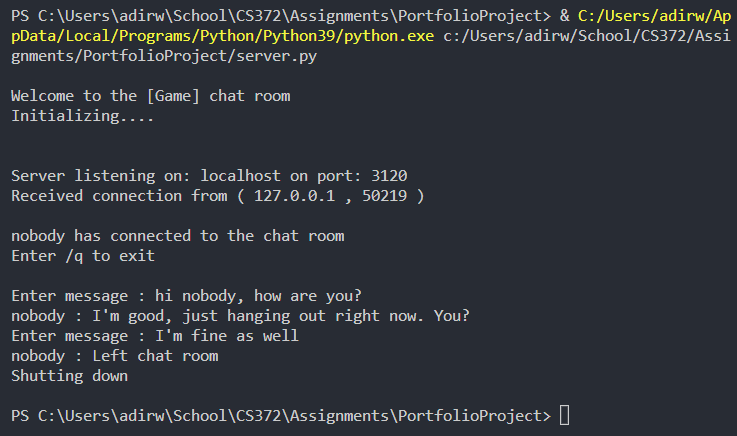 PS C:\Users\adirw\School\CS372\Assignments\PortfolioProject> & C:/Users/adirw/Ap
pData/Local/Programs/Python/Python39/python.exe c:/Users/adirw/School/CS372/Assi
gnments/PortfolioProject/server.py
Welcome to the [Game] chat room
Initializing....
Server listening on: localhost on port: 3120
Received connection from ( 127.0.0.1 , 50219 )
nobody has connected to the chat room
Enter /q to exit
Enter message : hi nobody, how are you?
nobody : I'm good, just hanging out right now. You?
Enter message : I'm fine as well
nobody : Left chat room
Shutting down
PS C:\Users\adirw\School\CS372\Assignments\PortfolioProject>